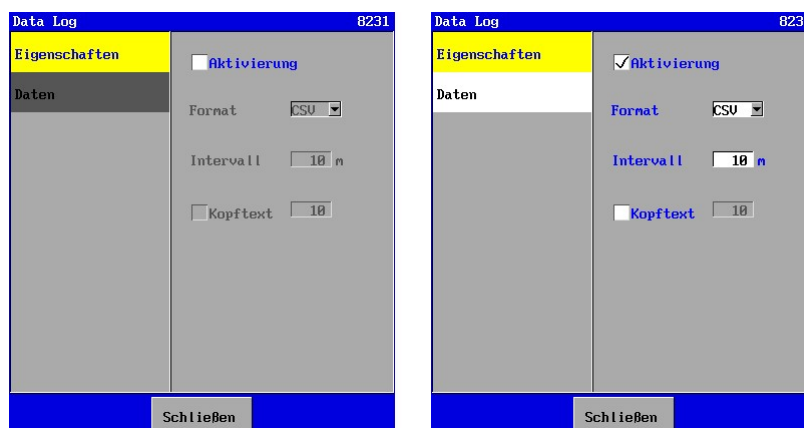 Data Log 8231
Eigenschaften
Aktivierung
Daten
Format CSV
Intervall 10 m
Kopftext 10
Schließen
Data Log 823
Eigenschaften
Aktivierung
Daten
Format CSV
Intervall 10 m
Kopftext 10
Schließen